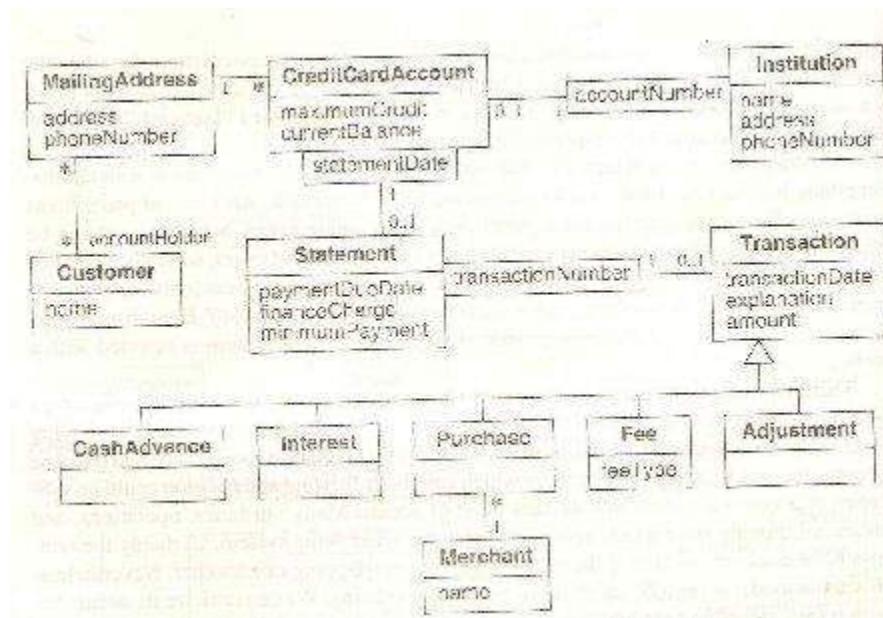 MailingAddress
address
phoneNumber
1
*
CreditCardAccount
maximumCredit
currentBalance
statementDate
0..1
accountNumber
Institution
name
address
phoneNumber
*
*
accountHolder
Customer
name
1
0..1
Statement
paymentDueDate
financeCharge
minimumPayment
transactionNumber
1
0..1
Transaction
transactionDate
explanation
amount
CashAdvance
Interest
Purchase
Fee
feeType
Adjustment
*
1
Merchant
name